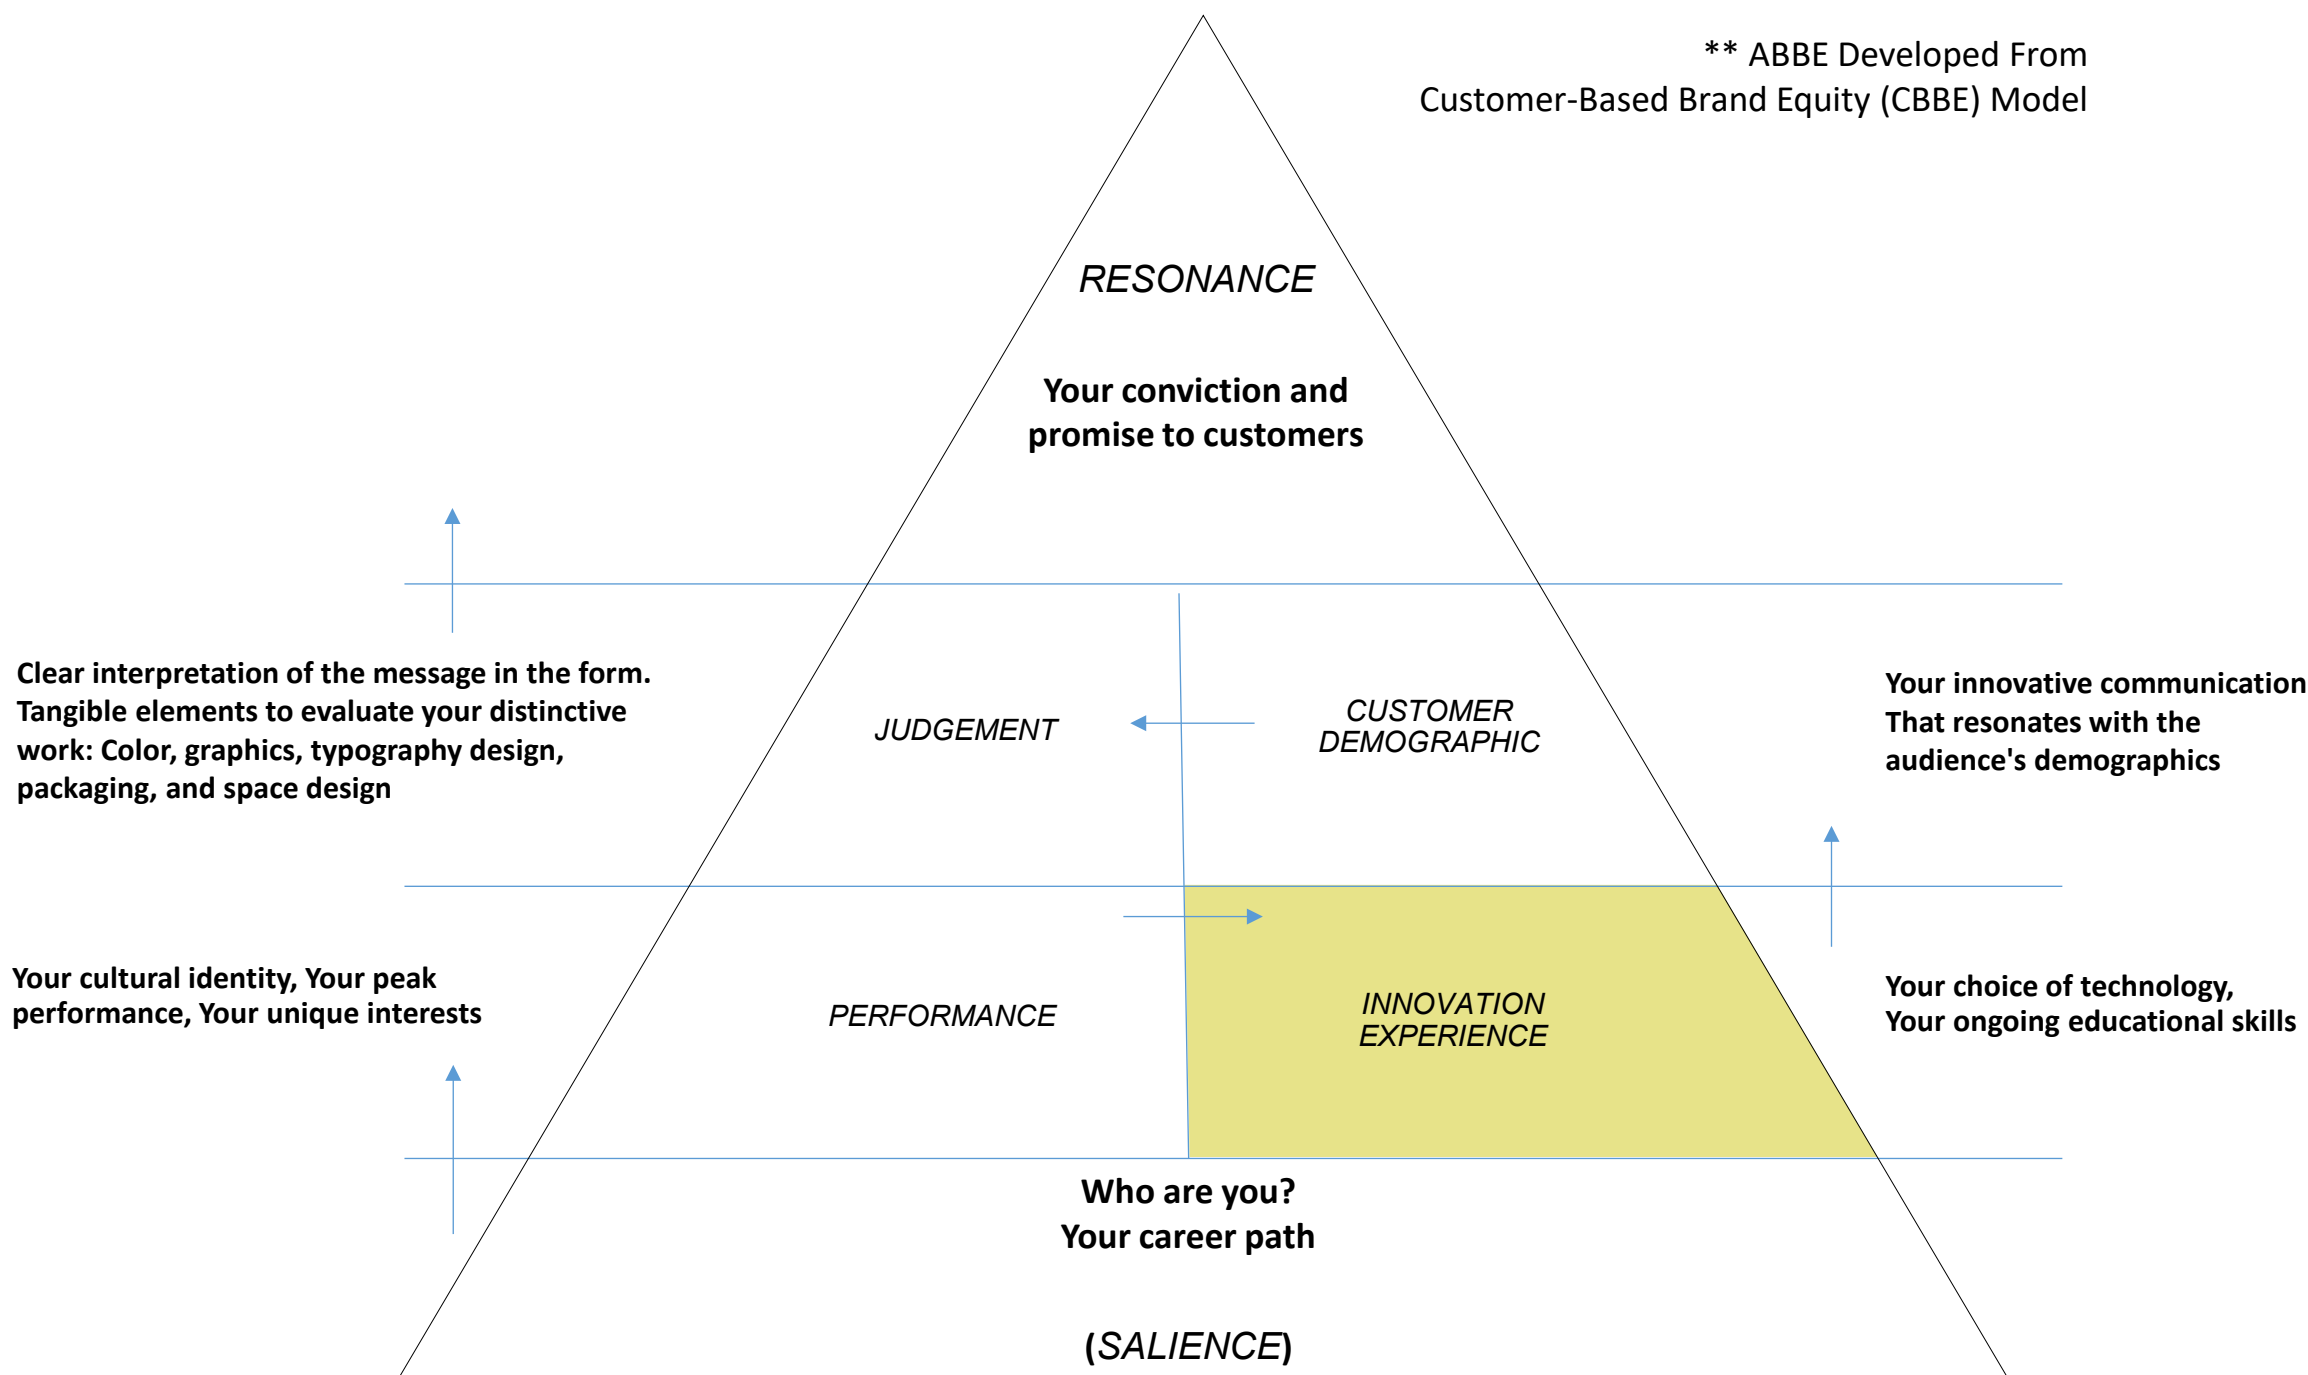 ** ABBE Developed From
Customer-Based Brand Equity (CBBE) Model
RESONANCE
Your conviction and
promise to customers
Clear interpretation of the message in the form.
Tangible elements to evaluate your distinctive
work: Color, graphics, typography design,
packaging, and space design
JUDGEMENT
CUSTOMER
DEMOGRAPHIC
Your innovative communication
That resonates with the
audience's demographics
Your cultural identity, Your peak
performance, Your unique interests
PERFORMANCE
INNOVATION
EXPERIENCE
Your choice of technology,
Your ongoing educational skills
Who are you?
Your career path
(SALIENCE)